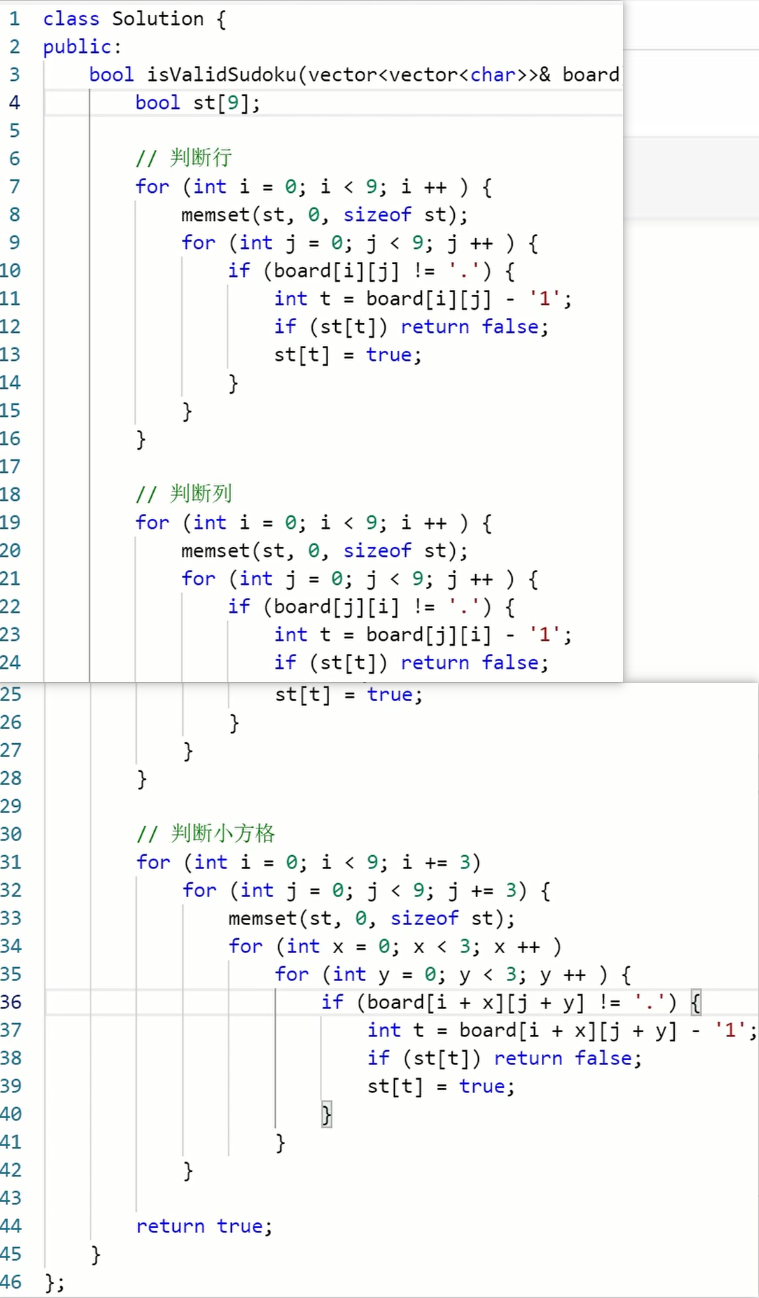 1 class Solution {
2 public:
3     bool isValidSudoku(vector<vector<char>>& board
4         bool st[9];
5
6         // 判断行
7         for (int i = 0; i < 9; i ++ ) {
8             memset(st, 0, sizeof st);
9             for (int j = 0; j < 9; j ++ ) {
10                 if (board[i][j] != '.') {
11                     int t = board[i][j] - '1';
12                     if (st[t]) return false;
13                     st[t] = true;
14                 }
15             }
16         }
17
18         // 判断列
19         for (int i = 0; i < 9; i ++ ) {
20             memset(st, 0, sizeof st);
21             for (int j = 0; j < 9; j ++ ) {
22                 if (board[j][i] != '.') {
23                     int t = board[j][i] - '1';
24                     if (st[t]) return false;
25                     st[t] = true;
26                 }
27             }
28         }
29
30         // 判断小方格
31         for (int i = 0; i < 9; i += 3)
32             for (int j = 0; j < 9; j += 3) {
33                 memset(st, 0, sizeof st);
34                 for (int x = 0; x < 3; x ++ )
35                     for (int y = 0; y < 3; y ++ ) {
36                         if (board[i + x][j + y] != '.') {
37                             int t = board[i + x][j + y] - '1';
38                             if (st[t]) return false;
39                             st[t] = true;
40                         }
41                     }
42             }
43
44         return true;
45     }
46 };